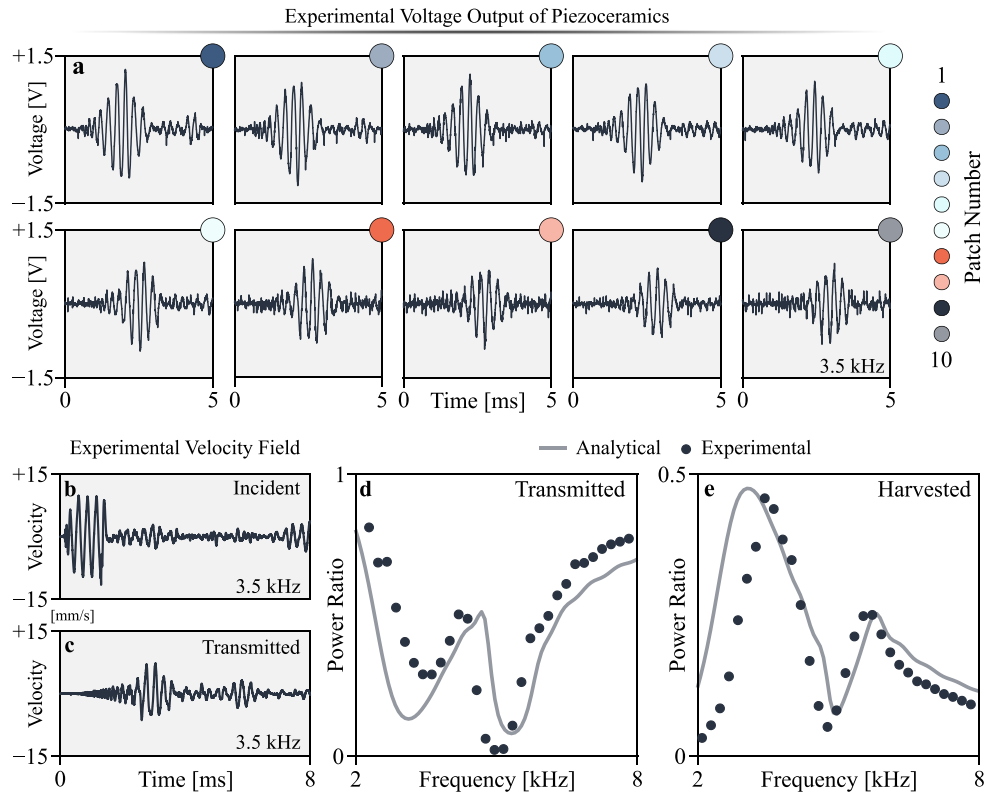 Experimental Voltage Output of Piezoceramics
+1.5
a
Voltage [V]
0
−1.5
1
Patch Number
10
+1.5
Voltage [V]
0
−1.5
3.5 kHz
0
5
0
5
0
Time [ms]
5
0
5
0
5
Experimental Velocity Field
Analytical
Experimental
+15
b
Incident
Velocity
0
3.5 kHz
−15
[mm/s]
+15
c
Transmitted
Velocity
0
3.5 kHz
−15
0
Time [ms]
8
1
d
Transmitted
Power Ratio
0
2
Frequency [kHz]
8
0.5
e
Harvested
Power Ratio
0
2
Frequency [kHz]
8